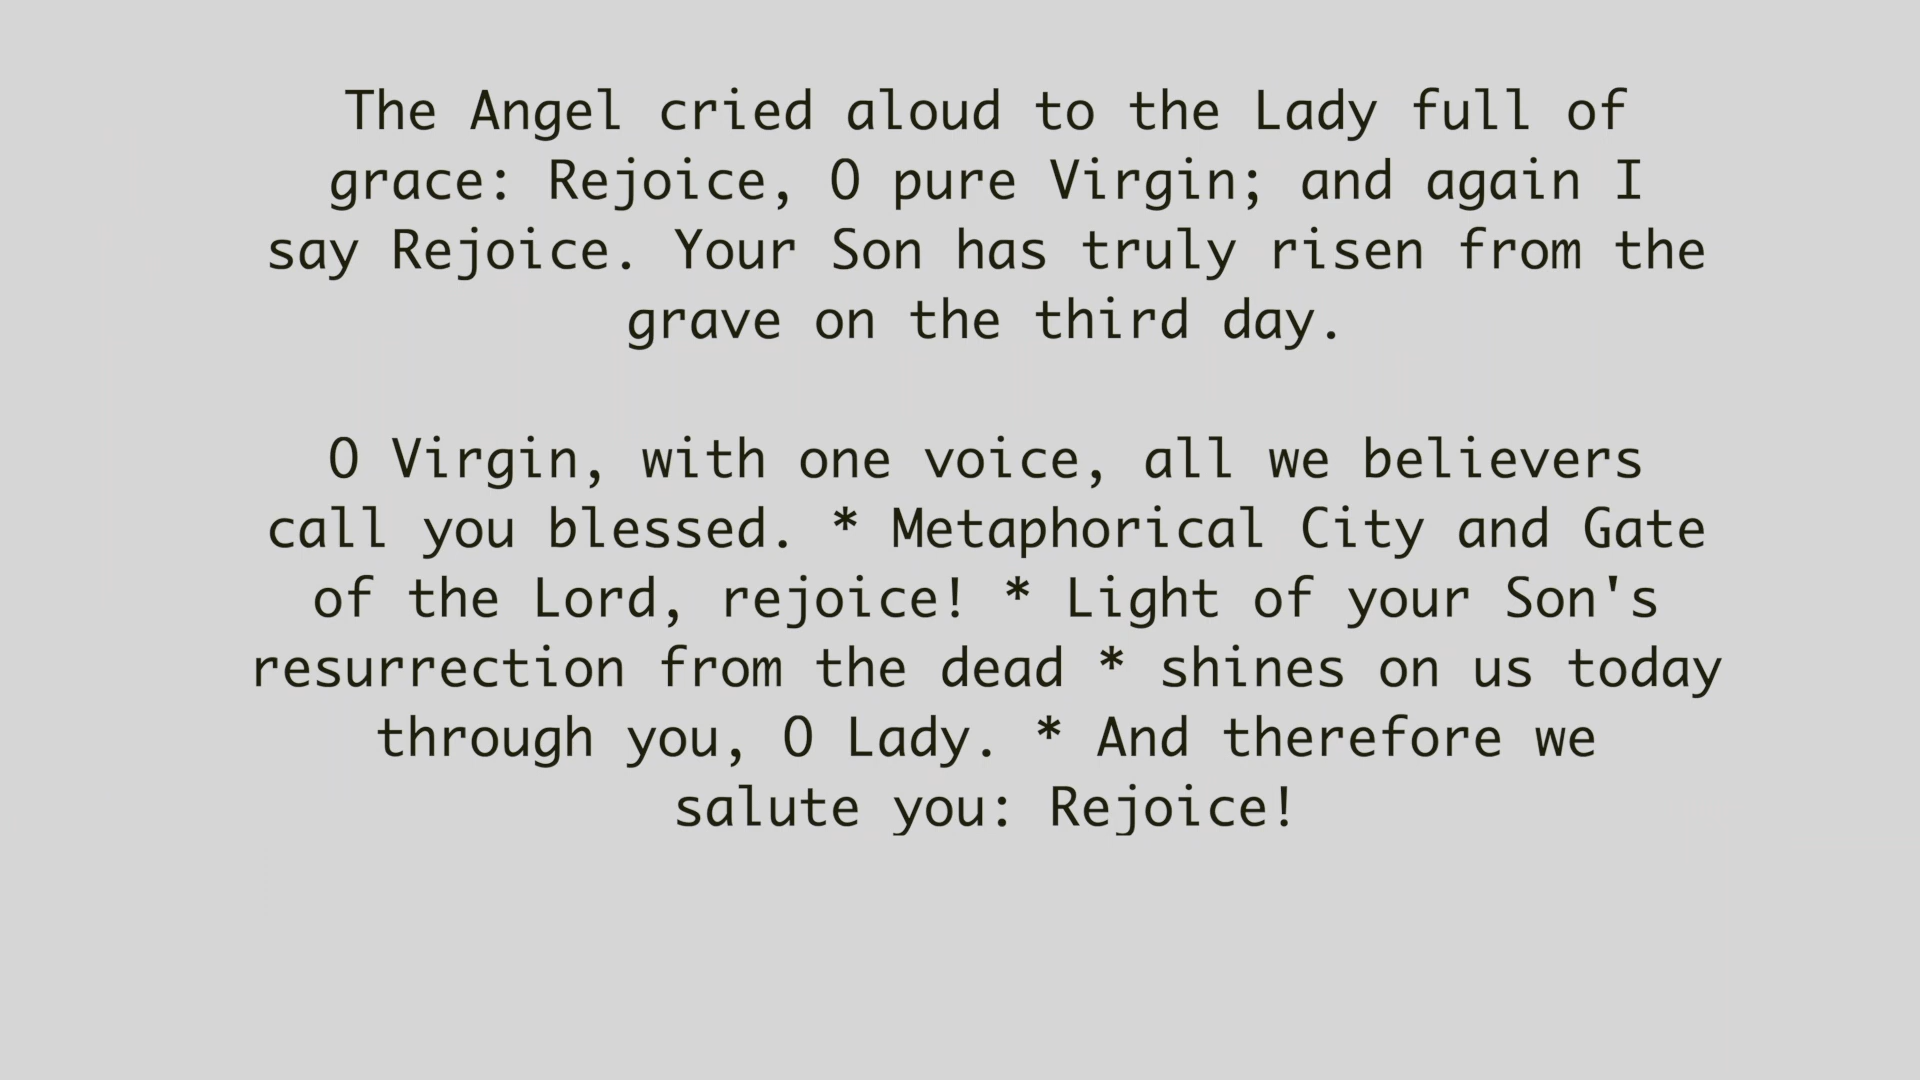 The Angel cried aloud to the Lady full of
grace: Rejoice, O pure Virgin; and again I
say Rejoice. Your Son has truly risen from the
grave on the third day.
O Virgin, with one voice, all we believers
call you blessed. * Metaphorical City and Gate
of the Lord, rejoice! * Light of your Son's
resurrection from the dead * shines on us today
through you, O Lady. * And therefore we
salute you: Rejoice!